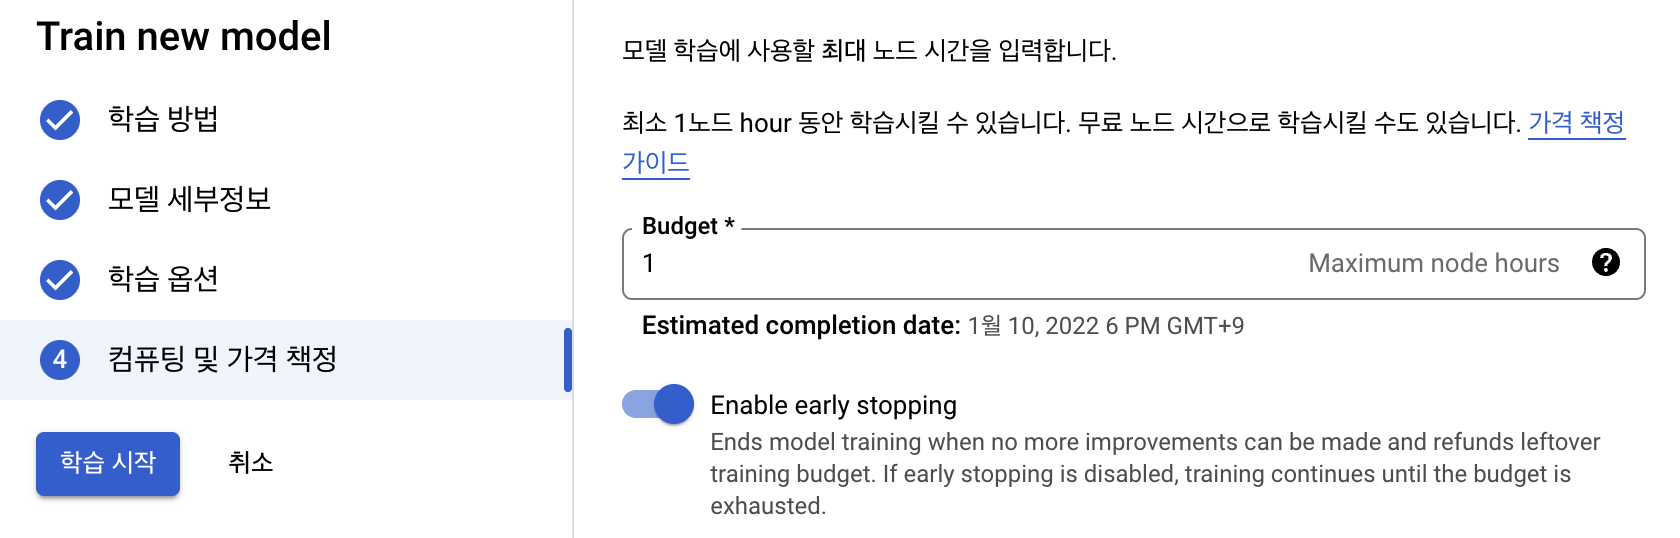 Train new model
학습 방법
모델 세부정보
학습 옵션
4 컴퓨팅 및 가격 책정
학습 시작 취소
모델 학습에 사용할 최대 노드 시간을 입력합니다.
최소 1노드 hour 동안 학습시킬 수 있습니다. 무료 노드 시간으로 학습시킬 수도 있습니다. 가격 책정
가이드
Budget *
1 Maximum node hours ?
Estimated completion date: 1월 10, 2022 6 PM GMT+9
Enable early stopping
Ends model training when no more improvements can be made and refunds leftover
training budget. If early stopping is disabled, training continues until the budget is
exhausted.